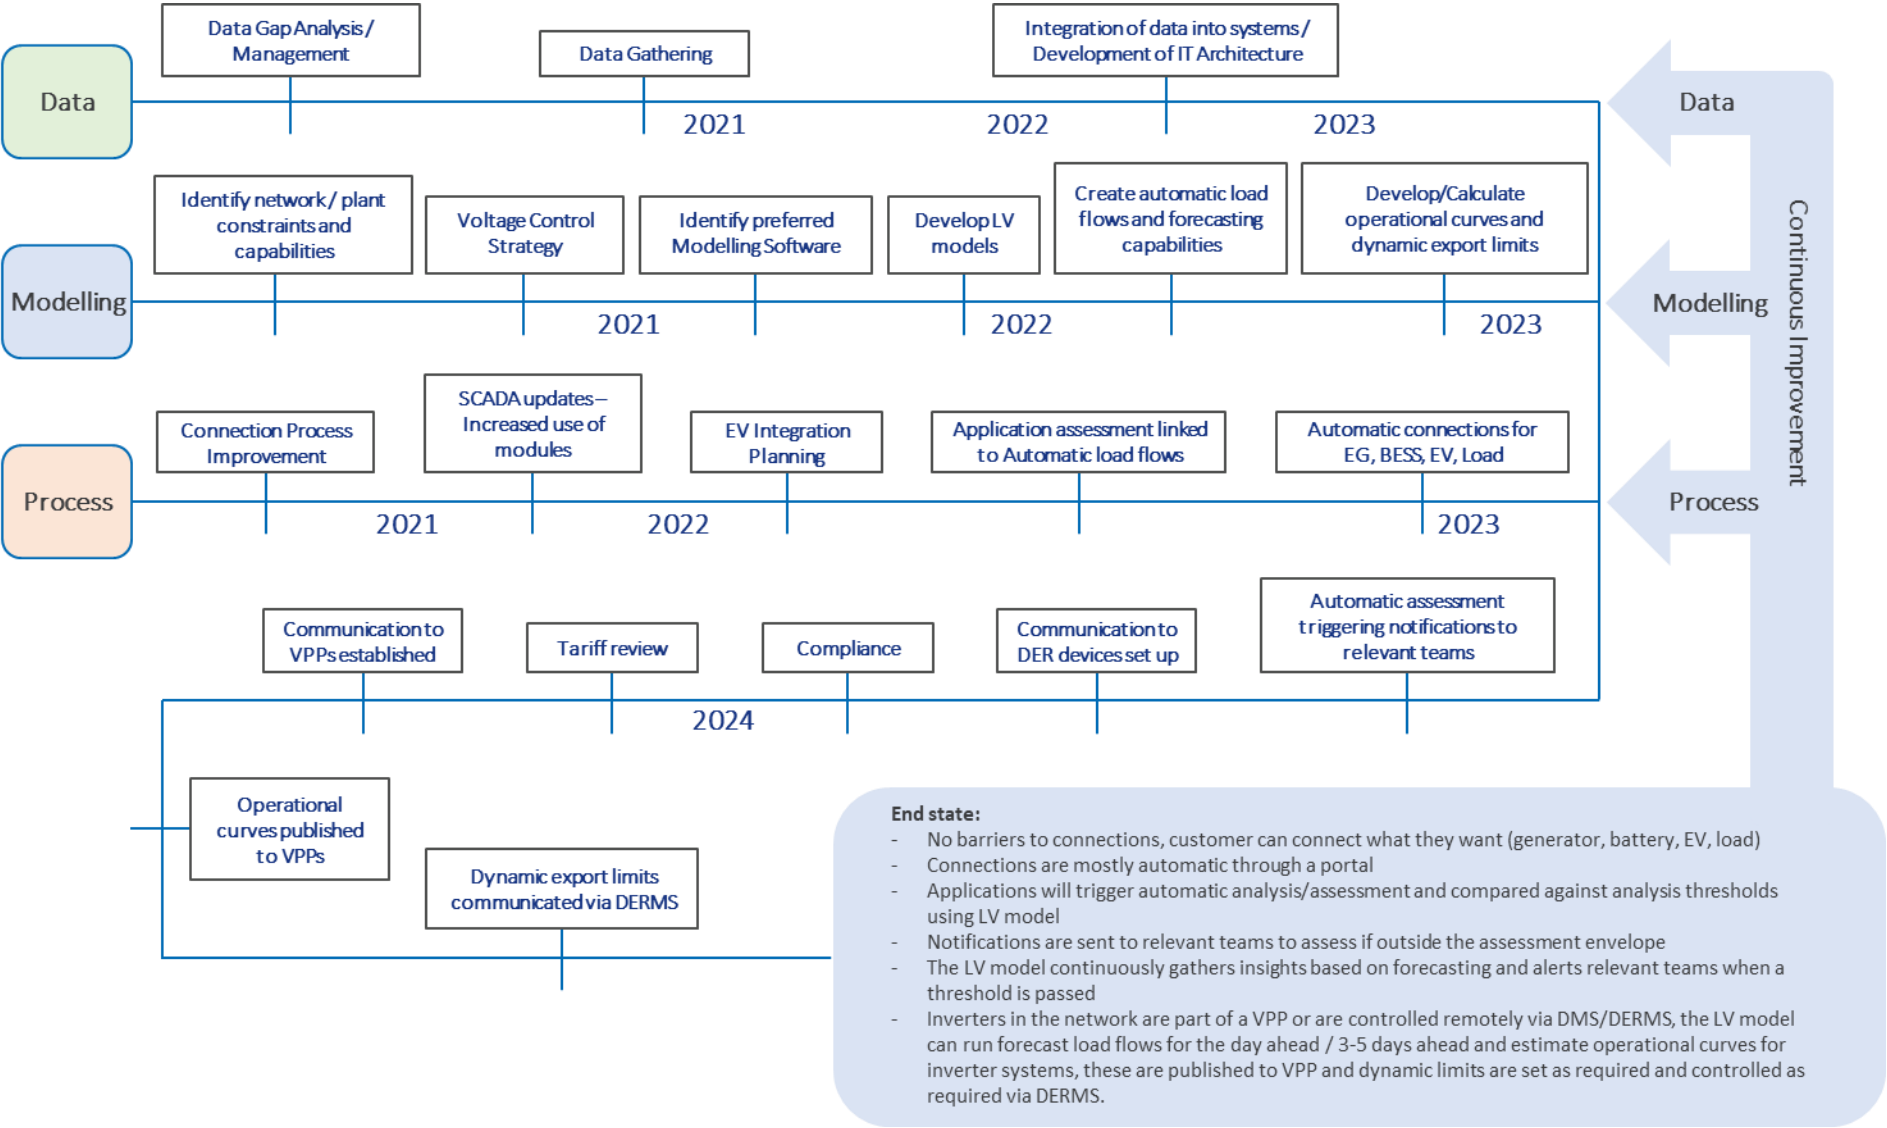 Data Gap Analysis /
Management
Data Gathering
Integration of data into systems /
Development of IT Architecture
Data
2021
2022
2023
Data
Identify network / plant
constraints and
capabilities
Voltage Control
Strategy
Identify preferred
Modelling Software
Develop LV
models
Create automatic load
flows and forecasting
capabilities
Develop/Calculate
operational curves and
dynamic export limits
Modelling
2021
2022
2023
Modelling
Continuous Improvement
Connection Process
Improvement
SCADA updates –
Increased use of
modules
EV Integration
Planning
Application assessment linked
to Automatic load flows
Automatic connections for
EG, BESS, EV, Load
Process
2021
2022
2023
Process
Communication to
VPPs established
Tariff review
Compliance
Communication to
DER devices set up
Automatic assessment
triggering notifications to
relevant teams
2024
Operational
curves published
to VPPs
Dynamic export limits
communicated via DERMS
End state:
- No barriers to connections, customer can connect what they want (generator, battery, EV, load)
- Connections are mostly automatic through a portal
- Applications will trigger automatic analysis/assessment and compared against analysis thresholds
using LV model
- Notifications are sent to relevant teams to assess if outside the assessment envelope
- The LV model continuously gathers insights based on forecasting and alerts relevant teams when a
threshold is passed
- Inverters in the network are part of a VPP or are controlled remotely via DMS/DERMS, the LV model
can run forecast load flows for the day ahead / 3-5 days ahead and estimate operational curves for
inverter systems, these are published to VPP and dynamic limits are set as required and controlled as
required via DERMS.